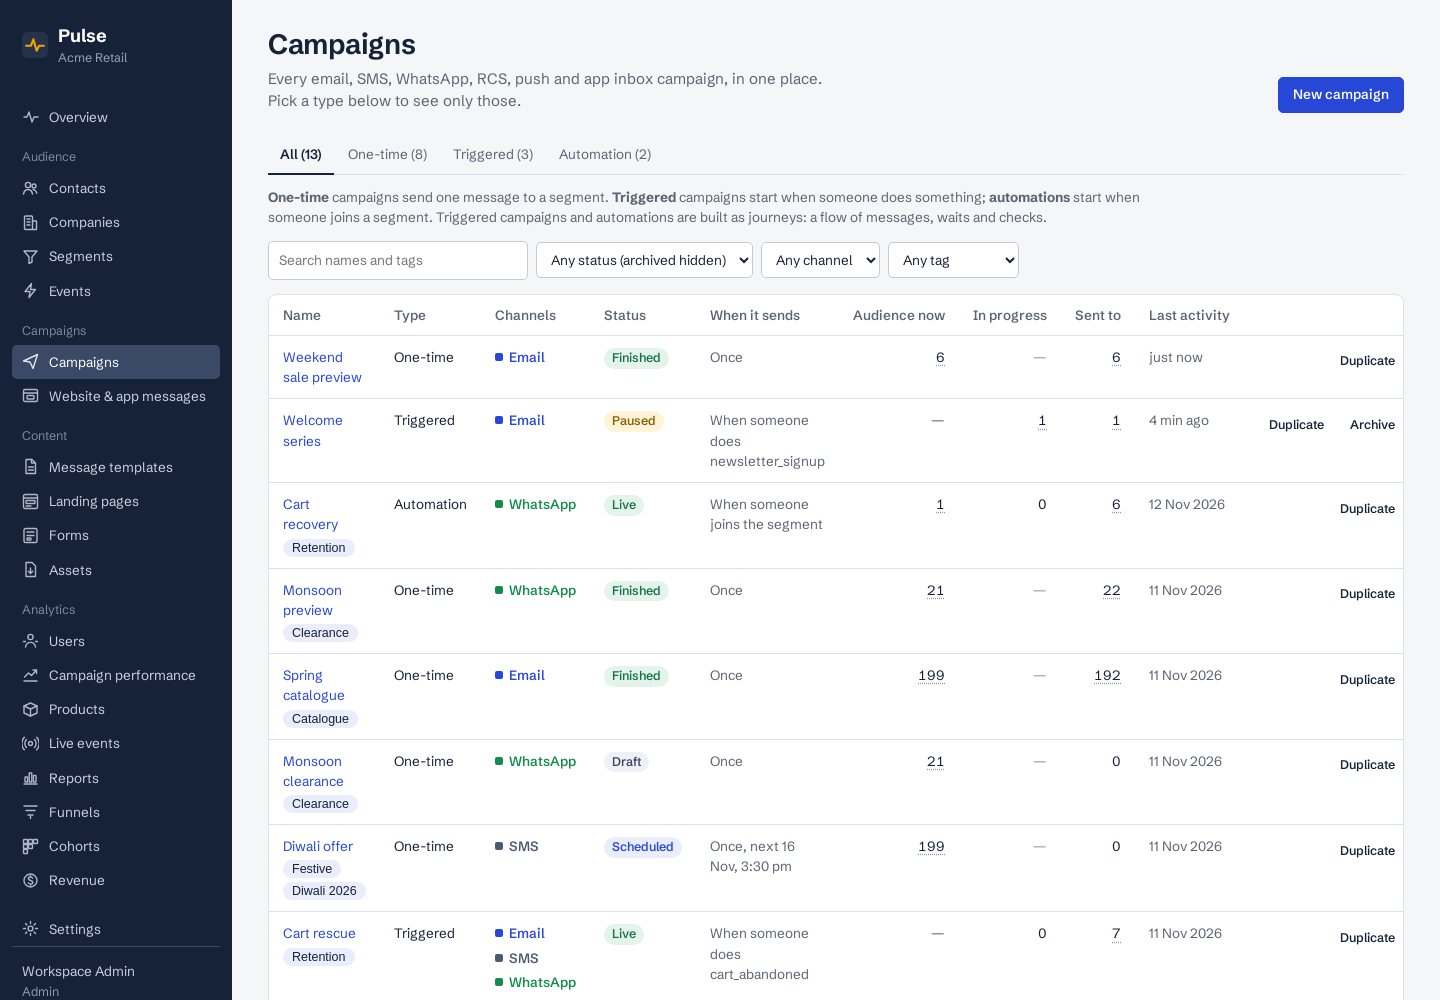 Pulse
Acme Retail
Overview
Audience
Contacts
Companies
Segments
Events
Campaigns
Campaigns
Website & app messages
Content
Message templates
Landing pages
Forms
Assets
Analytics
Users
Campaign performance
Products
Live events
Reports
Funnels
Cohorts
Revenue
Settings
Workspace Admin
Admin
Campaigns
Every email, SMS, WhatsApp, RCS, push and app inbox campaign, in one place.
Pick a type below to see only those.
New campaign
All (13) One-time (8) Triggered (3) Automation (2)
One-time campaigns send one message to a segment. Triggered campaigns start when someone does something; automations start when
someone joins a segment. Triggered campaigns and automations are built as journeys: a flow of messages, waits and checks.
Search names and tags Any status (archived hidden) Any channel Any tag
Name Type Channels Status When it sends Audience now In progress Sent to Last activity
Weekend One-time Email Finished Once 6 — 6 just now Duplicate
sale preview
Welcome Triggered Email Paused When someone — 1 1 4 min ago Duplicate Archive
series does
newsletter_signup
Cart Automation WhatsApp Live When someone 1 0 6 12 Nov 2026 Duplicate
recovery joins the segment
Retention
Monsoon One-time WhatsApp Finished Once 21 — 22 11 Nov 2026 Duplicate
preview
Clearance
Spring One-time Email Finished Once 199 — 192 11 Nov 2026 Duplicate
catalogue
Catalogue
Monsoon One-time WhatsApp Draft Once 21 — 0 11 Nov 2026 Duplicate
clearance
Clearance
Diwali offer One-time SMS Scheduled Once, next 16 199 — 0 11 Nov 2026 Duplicate
Festive Nov, 3:30 pm
Diwali 2026
Cart rescue Triggered Email Live When someone — 0 7 11 Nov 2026 Duplicate
Retention SMS does
WhatsApp cart_abandoned